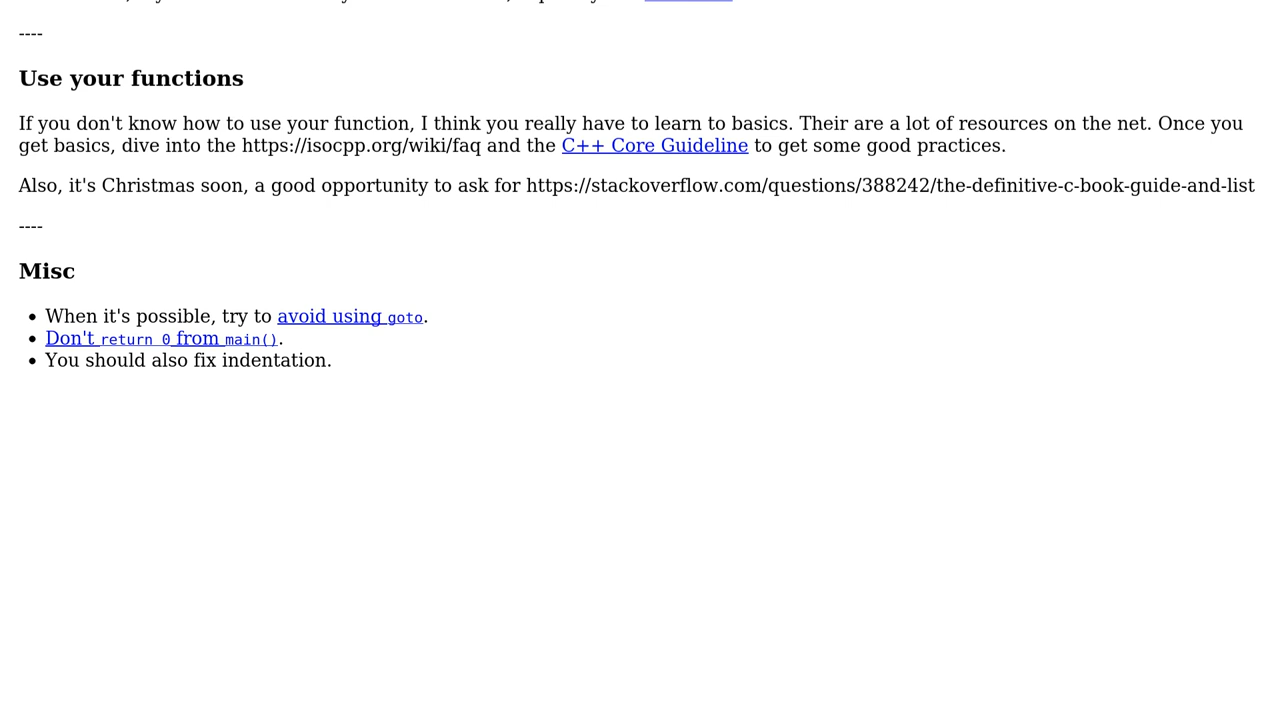 ----
Use your functions
If you don't know how to use your function, I think you really have to learn to basics. Their are a lot of resources on the net. Once you
get basics, dive into the https://isocpp.org/wiki/faq and the C++ Core Guideline to get some good practices.
Also, it's Christmas soon, a good opportunity to ask for https://stackoverflow.com/questions/388242/the-definitive-c-book-guide-and-list
----
Misc
• When it's possible, try to avoid using goto.
• Don't return 0 from main().
• You should also fix indentation.